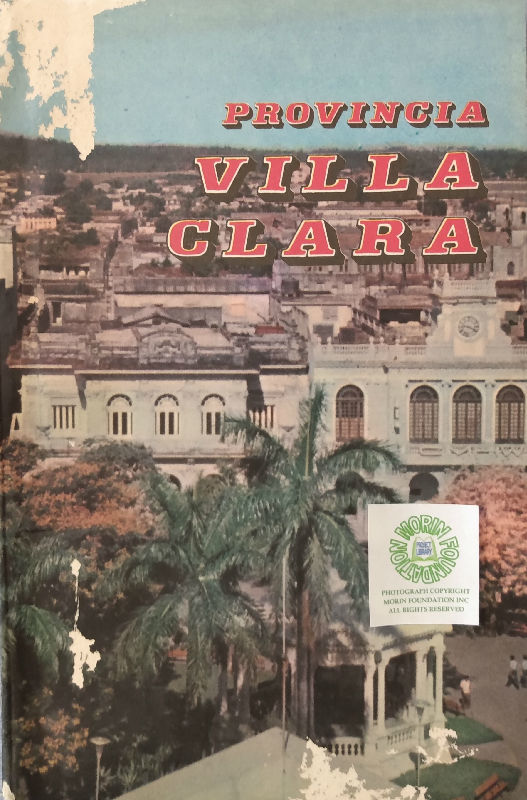 PROVINCIA
VILLA
CLARA
MORIN FOUNDATION
PROJECT
LIBRARY
PHOTOGRAPH COPYRIGHT
MORIN FOUNDATION INC
ALL RIGHTS RESERVED